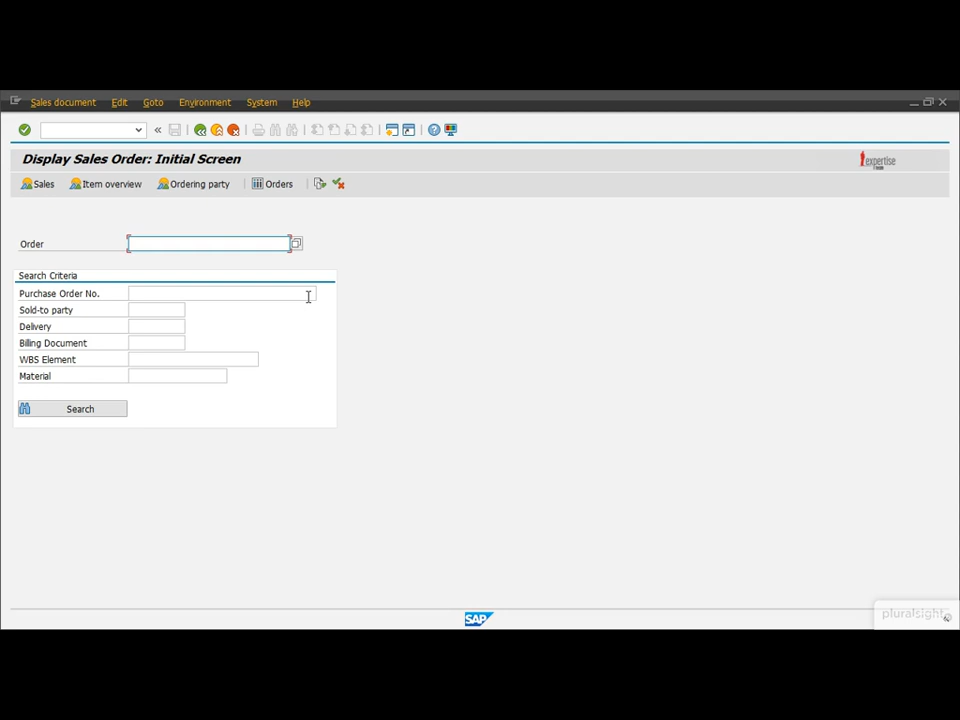 Sales document Edit Goto Environment System Help
Display Sales Order: Initial Screen
expertise
Sales Item overview Ordering party Orders
Order
Search Criteria
Purchase Order No.
Sold-to party
Delivery
Billing Document
WBS Element
Material
Search
SAP
pluralsight